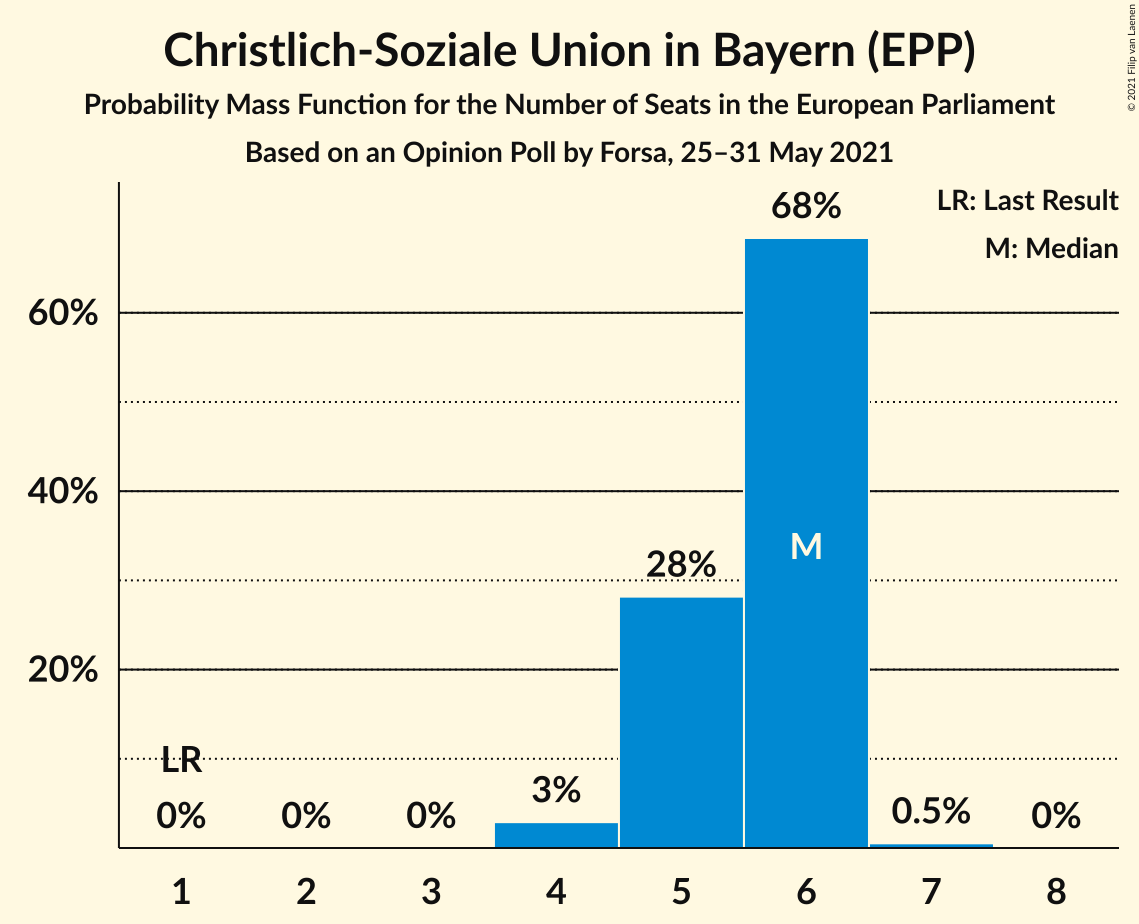 Christlich-Soziale Union in Bayern (EPP)
Probability Mass Function for the Number of Seats in the European Parliament
Based on an Opinion Poll by Forsa, 25–31 May 2021
© 2021 Filip van Laenen
LR: Last Result
M: Median
68%
60%
40%
28%
M
20%
LR
0%
0%
0%
3%
0.5%
0%
1 2 3 4 5 6 7 8